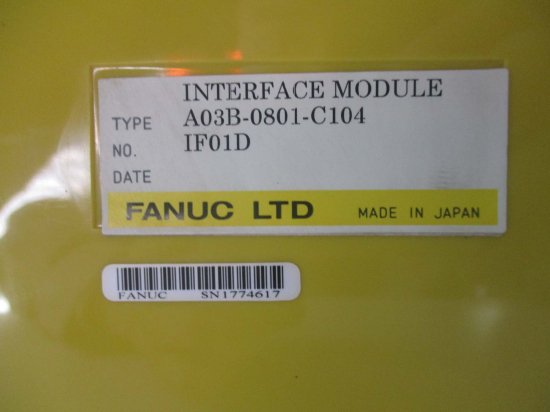 INTERFACE MODULE
TYPE A03B-0801-C104
NO. IF01D
DATE
FANUC LTD MADE IN JAPAN
FANUC SN1774617